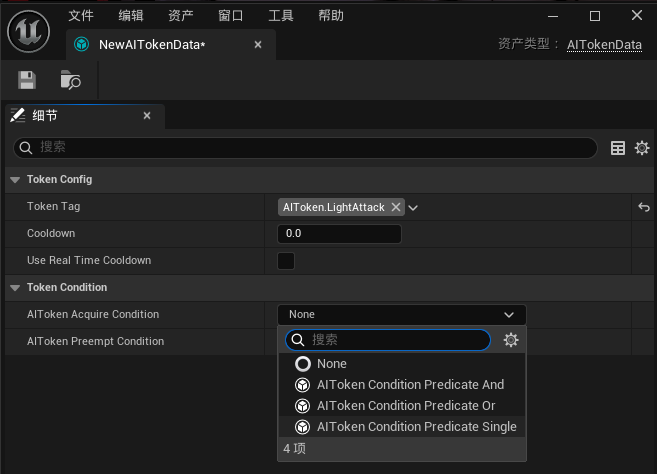 文件 编辑 资产 窗口 工具 帮助
NewAITokenData*
资产类型： AITokenData
细节
搜索
Token Config
Token Tag AIToken.LightAttack
Cooldown 0.0
Use Real Time Cooldown
Token Condition
AIToken Acquire Condition None
AIToken Preempt Condition
搜索
None
AIToken Condition Predicate And
AIToken Condition Predicate Or
AIToken Condition Predicate Single
4 项